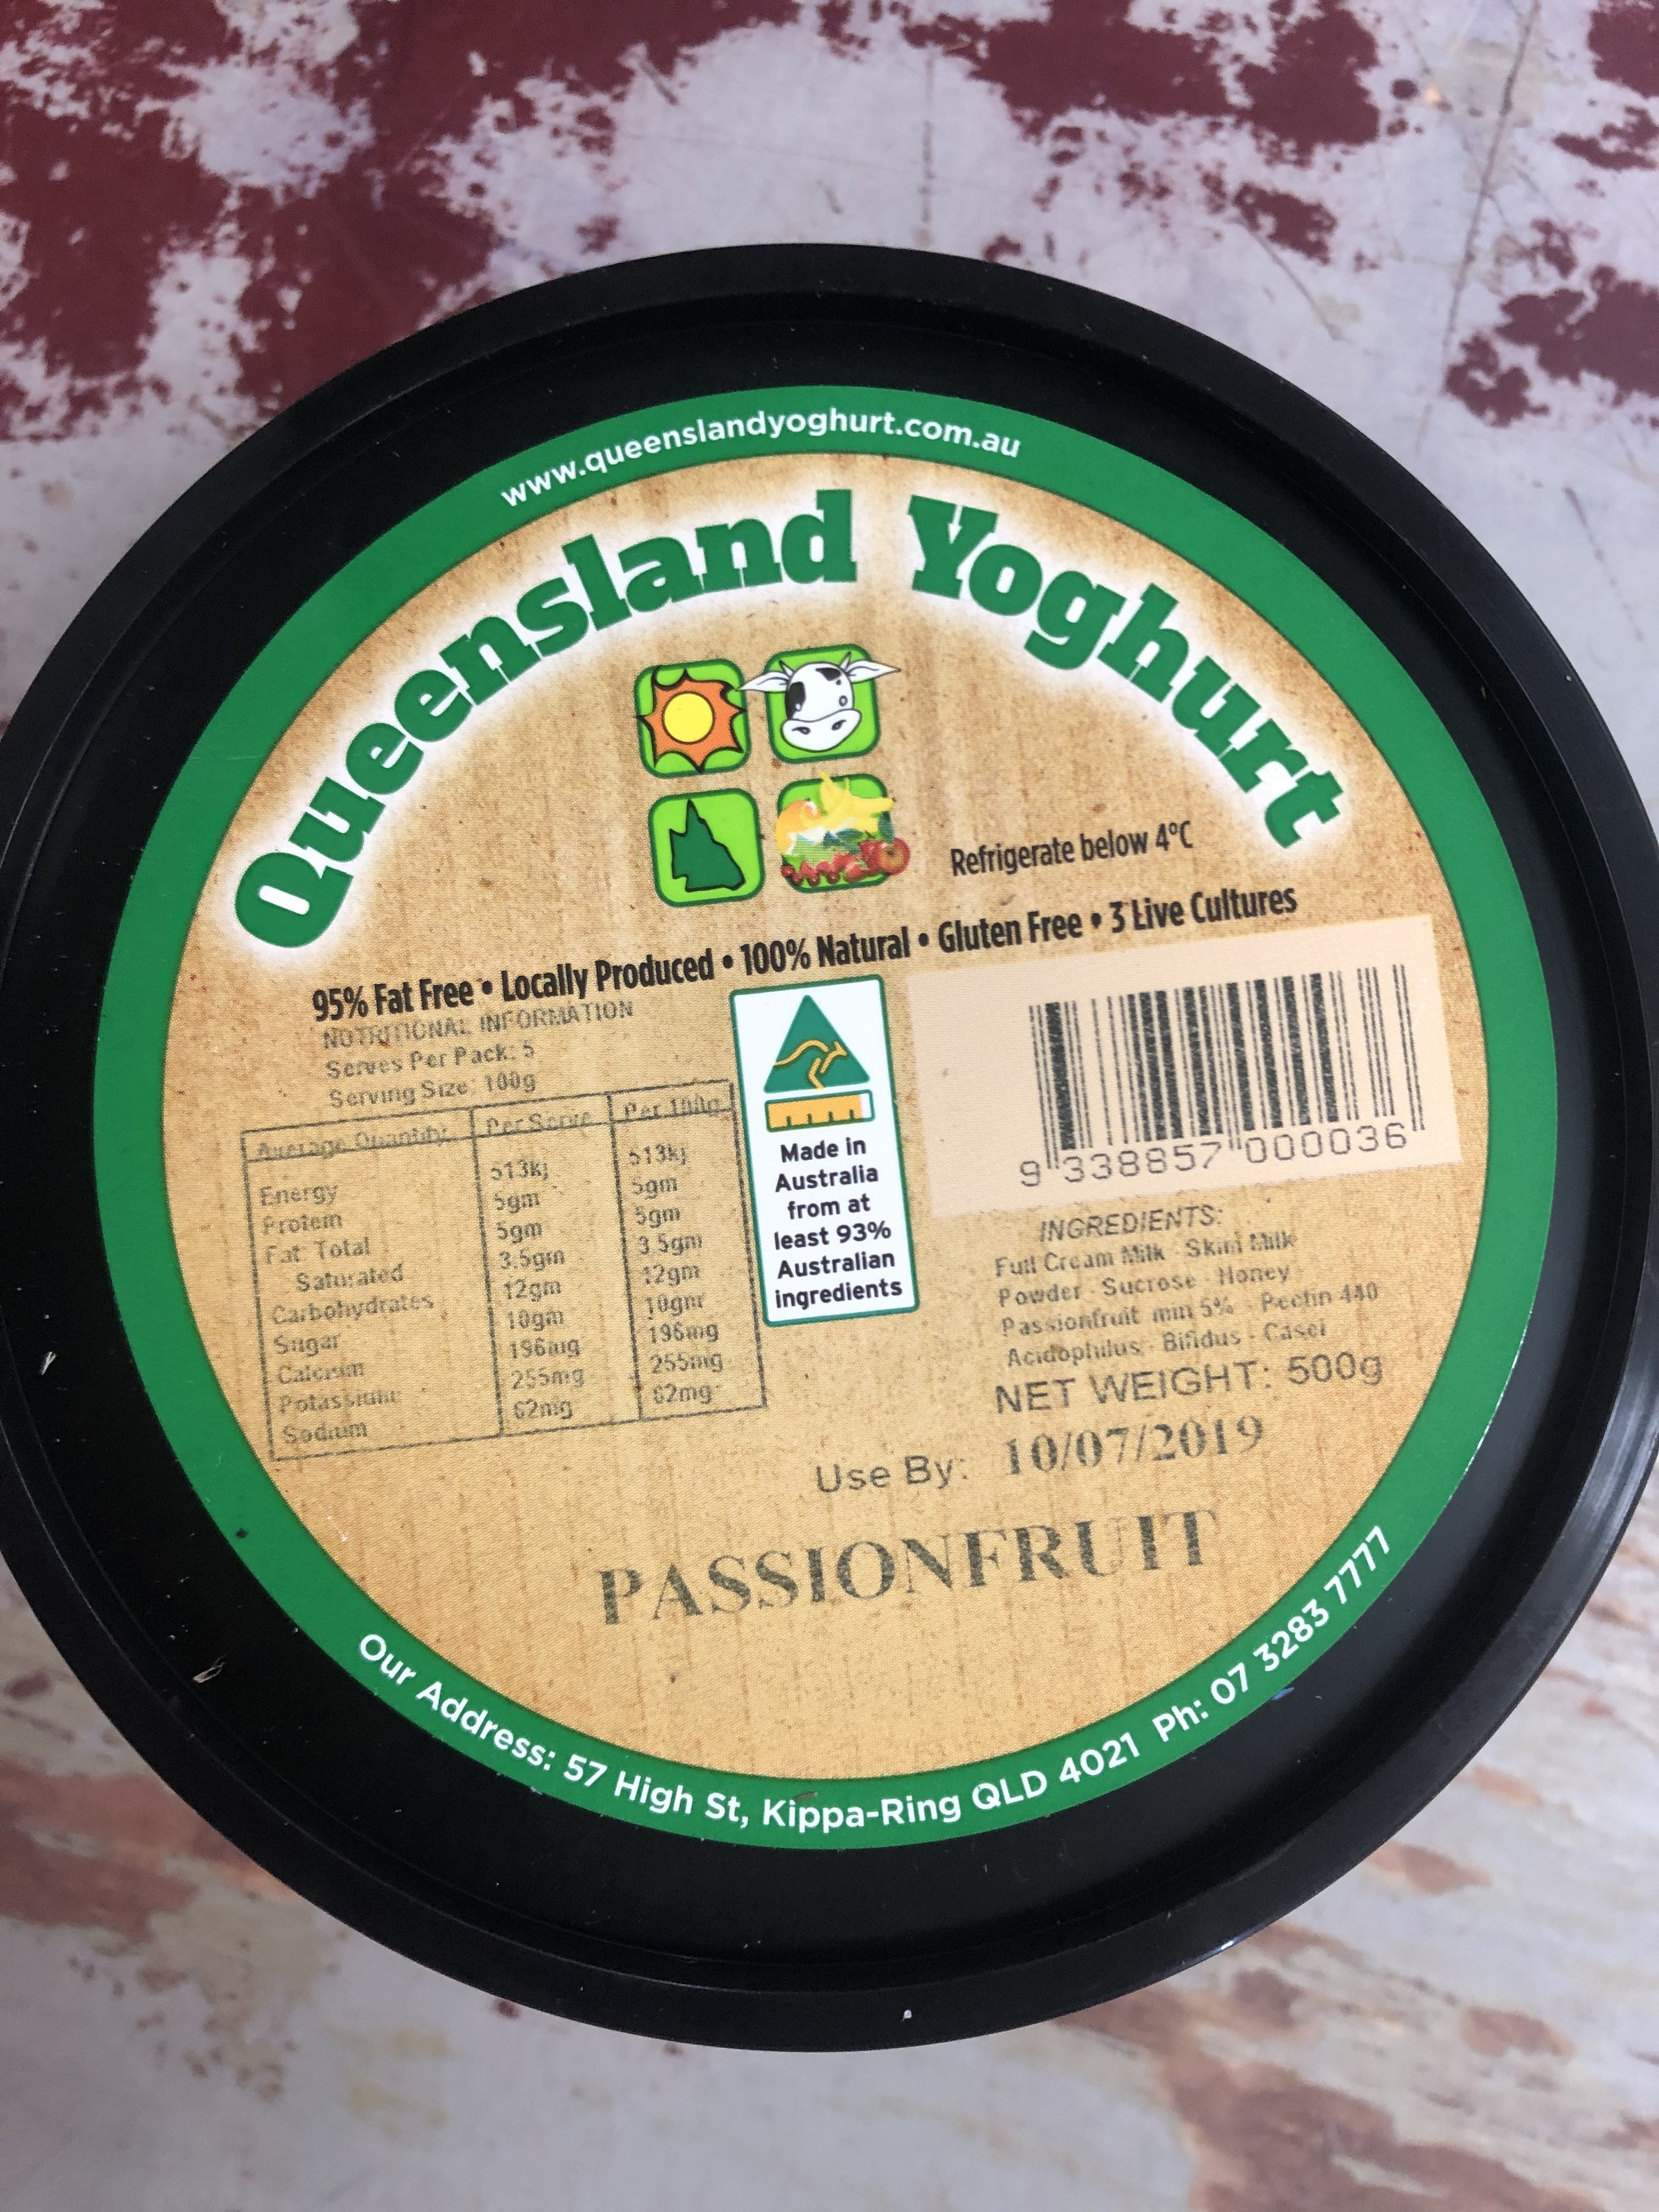 www.queenslandyoghurt.com.au
Queensland Yoghurt
Refrigerate below 4°C
95% Fat Free • Locally Produced • 100% Natural • Gluten Free • 3 Live Cultures
NUTRITIONAL INFORMATION
Serves Per Pack: 5
Serving Size: 100g
Average Quantity Per Serve Per 100g
Energy 513kj 513kj
Protein 5gm 5gm
Fat Total 5gm 5gm
Saturated 3.5gm 3.5gm
Carbohydrates 12gm 12gm
Sugar 10gm 10gm
Calcium 196mg 196mg
Potassium 255mg 255mg
Sodium 62mg 62mg
Made in
Australia
from at
least 93%
Australian
ingredients
9 338857 000036
INGREDIENTS:
Full Cream Milk - Skim Milk
Powder - Sucrose - Honey
Passionfruit min 5% - Pectin 440
Acidophilus - Bifidus - Casei
NET WEIGHT: 500g
Use By: 10/07/2019
PASSIONFRUIT
Our Address: 57 High St, Kippa-Ring QLD 4021 Ph: 07 3283 7777